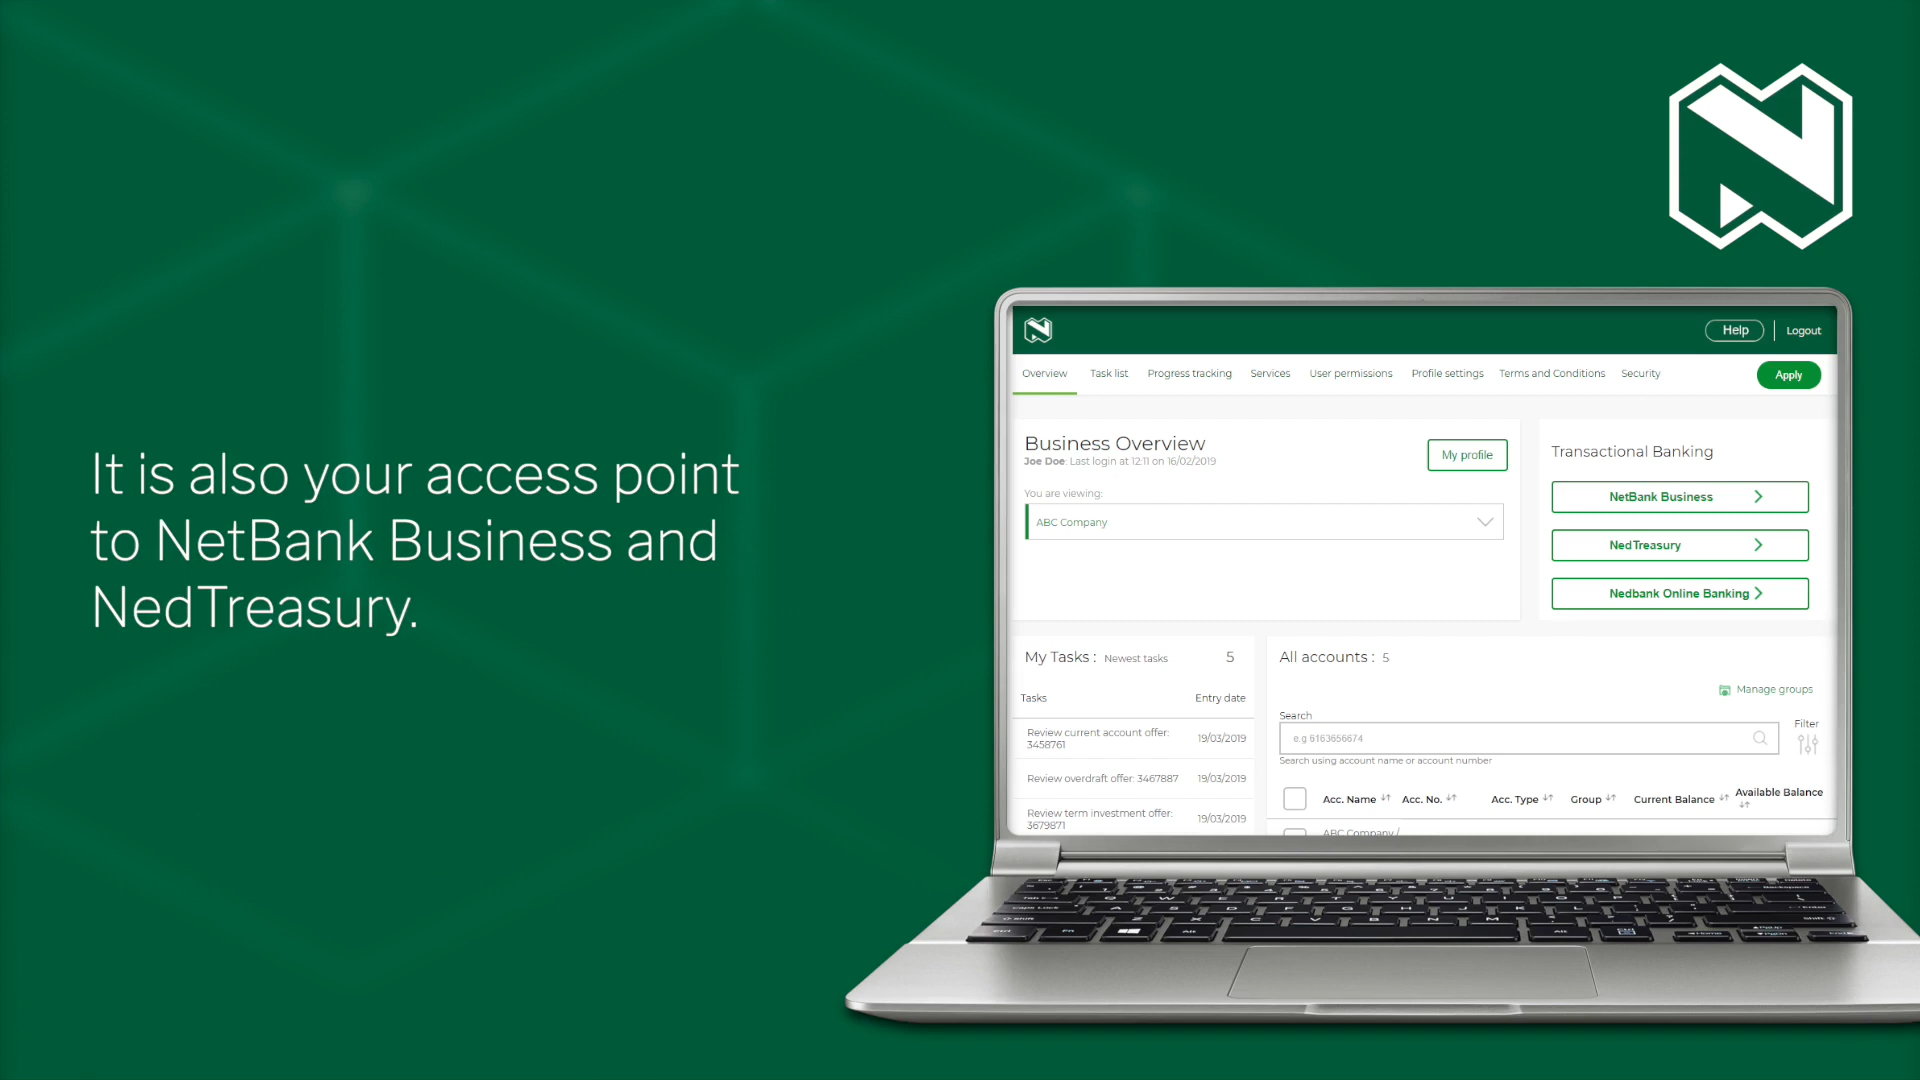 It is also your access point
to NetBank Business and
NedTreasury.
Help
Logout
Overview Task list Progress tracking Services User permissions Profile settings Terms and Conditions Security
Apply
Business Overview
Joe Doe: Last login at 12:11 on 16/02/2019
My profile
You are viewing:
ABC Company
Transactional Banking
NetBank Business
NedTreasury
Nedbank Online Banking
My Tasks : Newest tasks 5
Tasks Entry date
Review current account offer:
3458761
19/03/2019
Review overdraft offer: 3467887 19/03/2019
Review term investment offer:
3679871
19/03/2019
All accounts : 5
Manage groups
Search
e.g 6163656674
Filter
Search using account name or account number
Acc. Name Acc. No. Acc. Type Group Current Balance Available Balance
ABC Company /